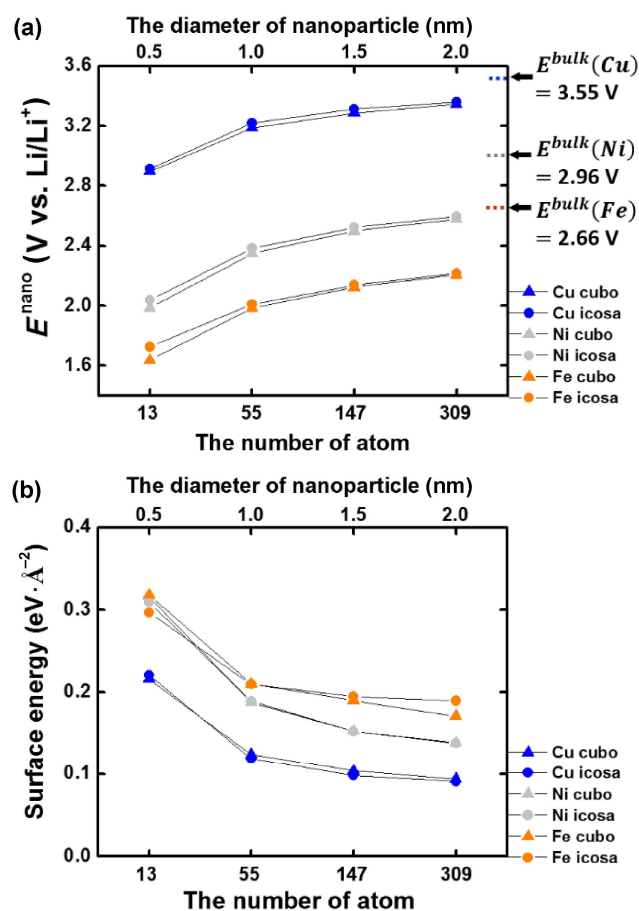 (a)
The diameter of nanoparticle (nm)
0.5 1.0 1.5 2.0
E^nano (V vs. Li/Li⁺)
3.6
3.2
2.8
2.4
2.0
1.6
E^bulk(Cu)
= 3.55 V
E^bulk(Ni)
= 2.96 V
E^bulk(Fe)
= 2.66 V
Cu cubo
Cu icosa
Ni cubo
Ni icosa
Fe cubo
Fe icosa
13 55 147 309
The number of atom
(b)
The diameter of nanoparticle (nm)
0.5 1.0 1.5 2.0
Surface energy (eV·Å⁻²)
0.4
0.3
0.2
0.1
0.0
Cu cubo
Cu icosa
Ni cubo
Ni icosa
Fe cubo
Fe icosa
13 55 147 309
The number of atom